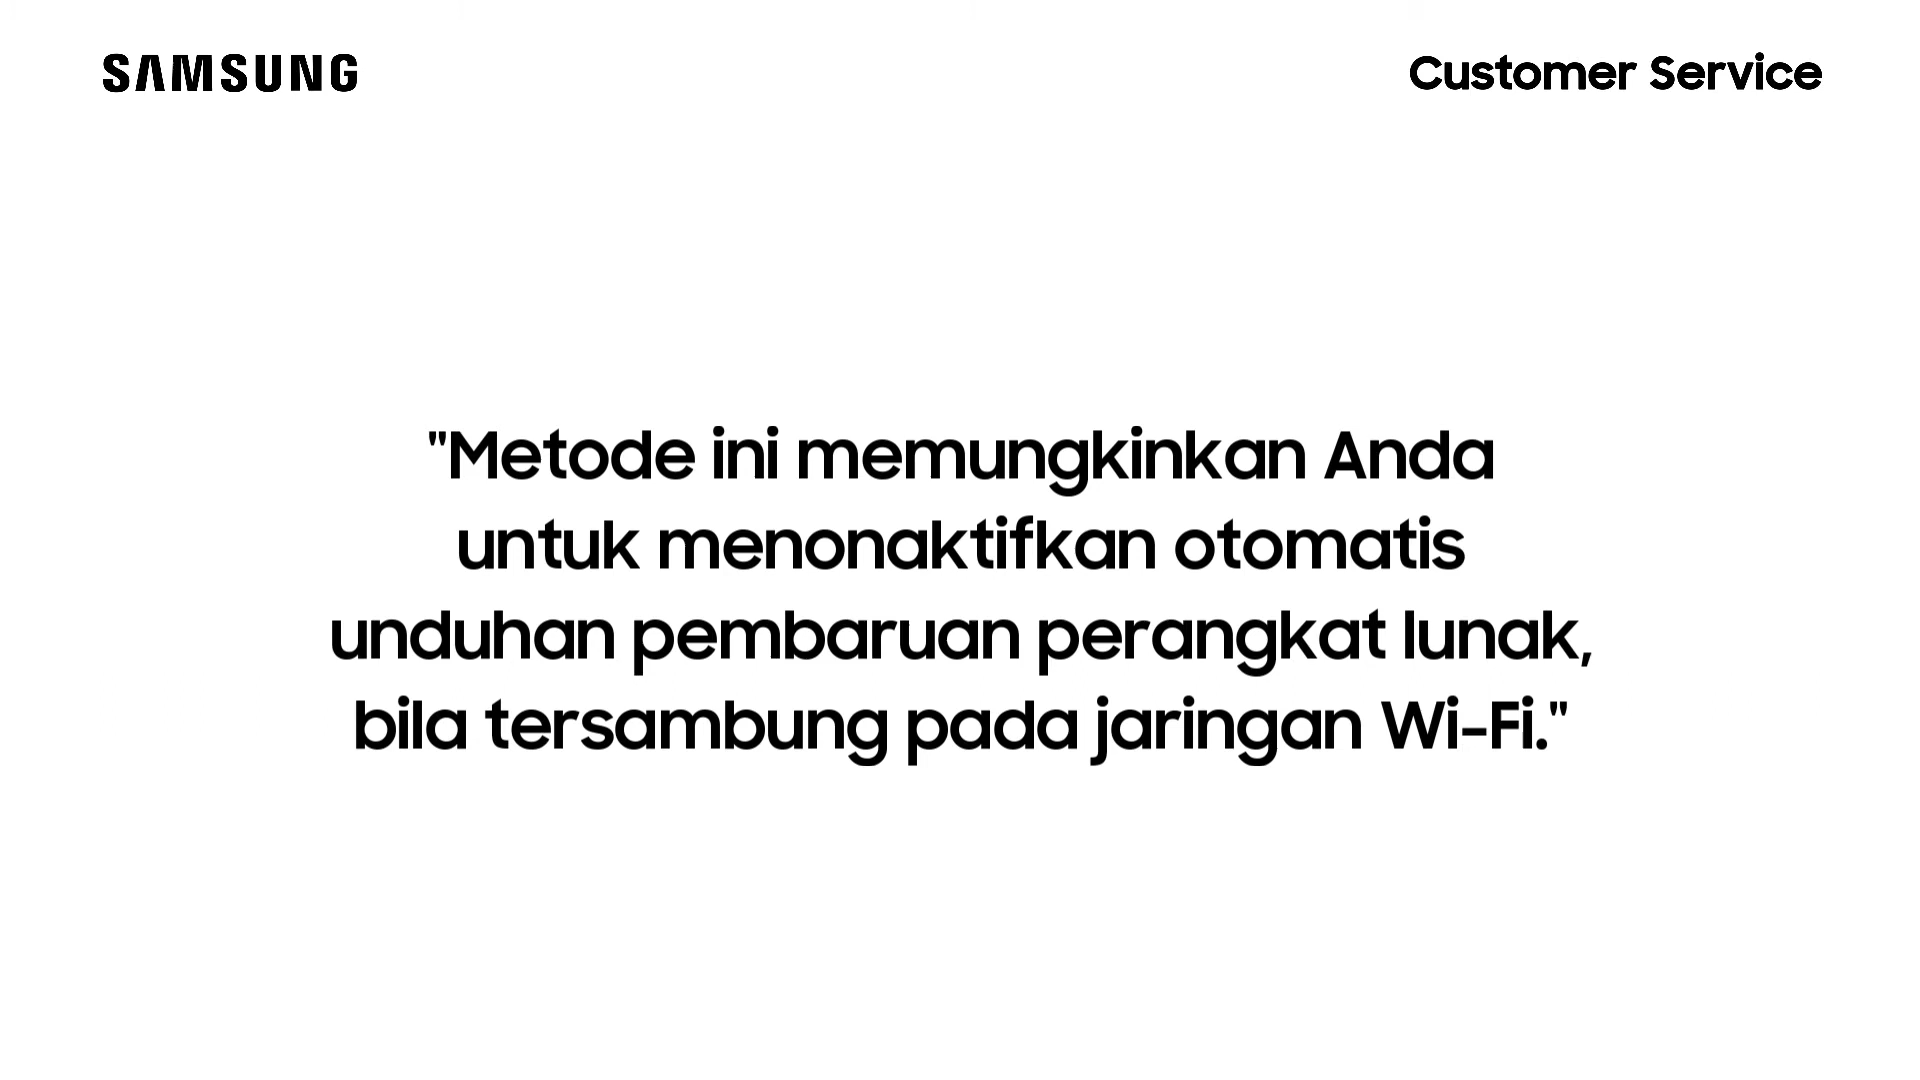 SAMSUNG
Customer Service
"Metode ini memungkinkan Anda
untuk menonaktifkan otomatis
unduhan pembaruan perangkat lunak,
bila tersambung pada jaringan Wi-Fi."